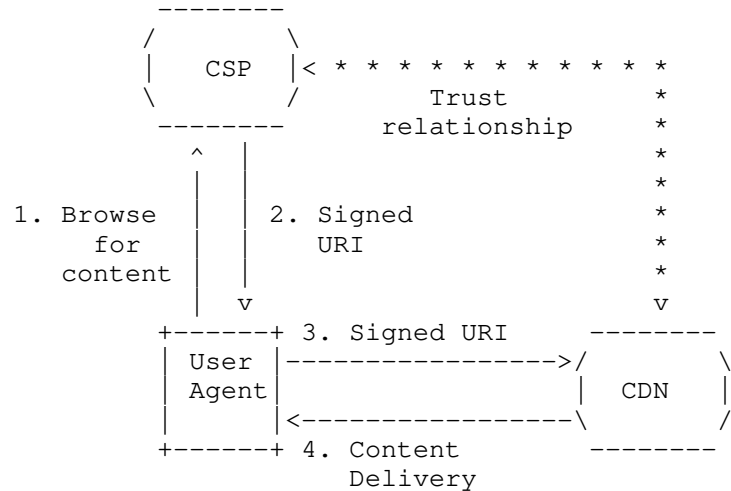 CSP
Trust
relationship
1. Browse
for
content
2. Signed
URI
3. Signed URI
User
Agent
CDN
4. Content
Delivery